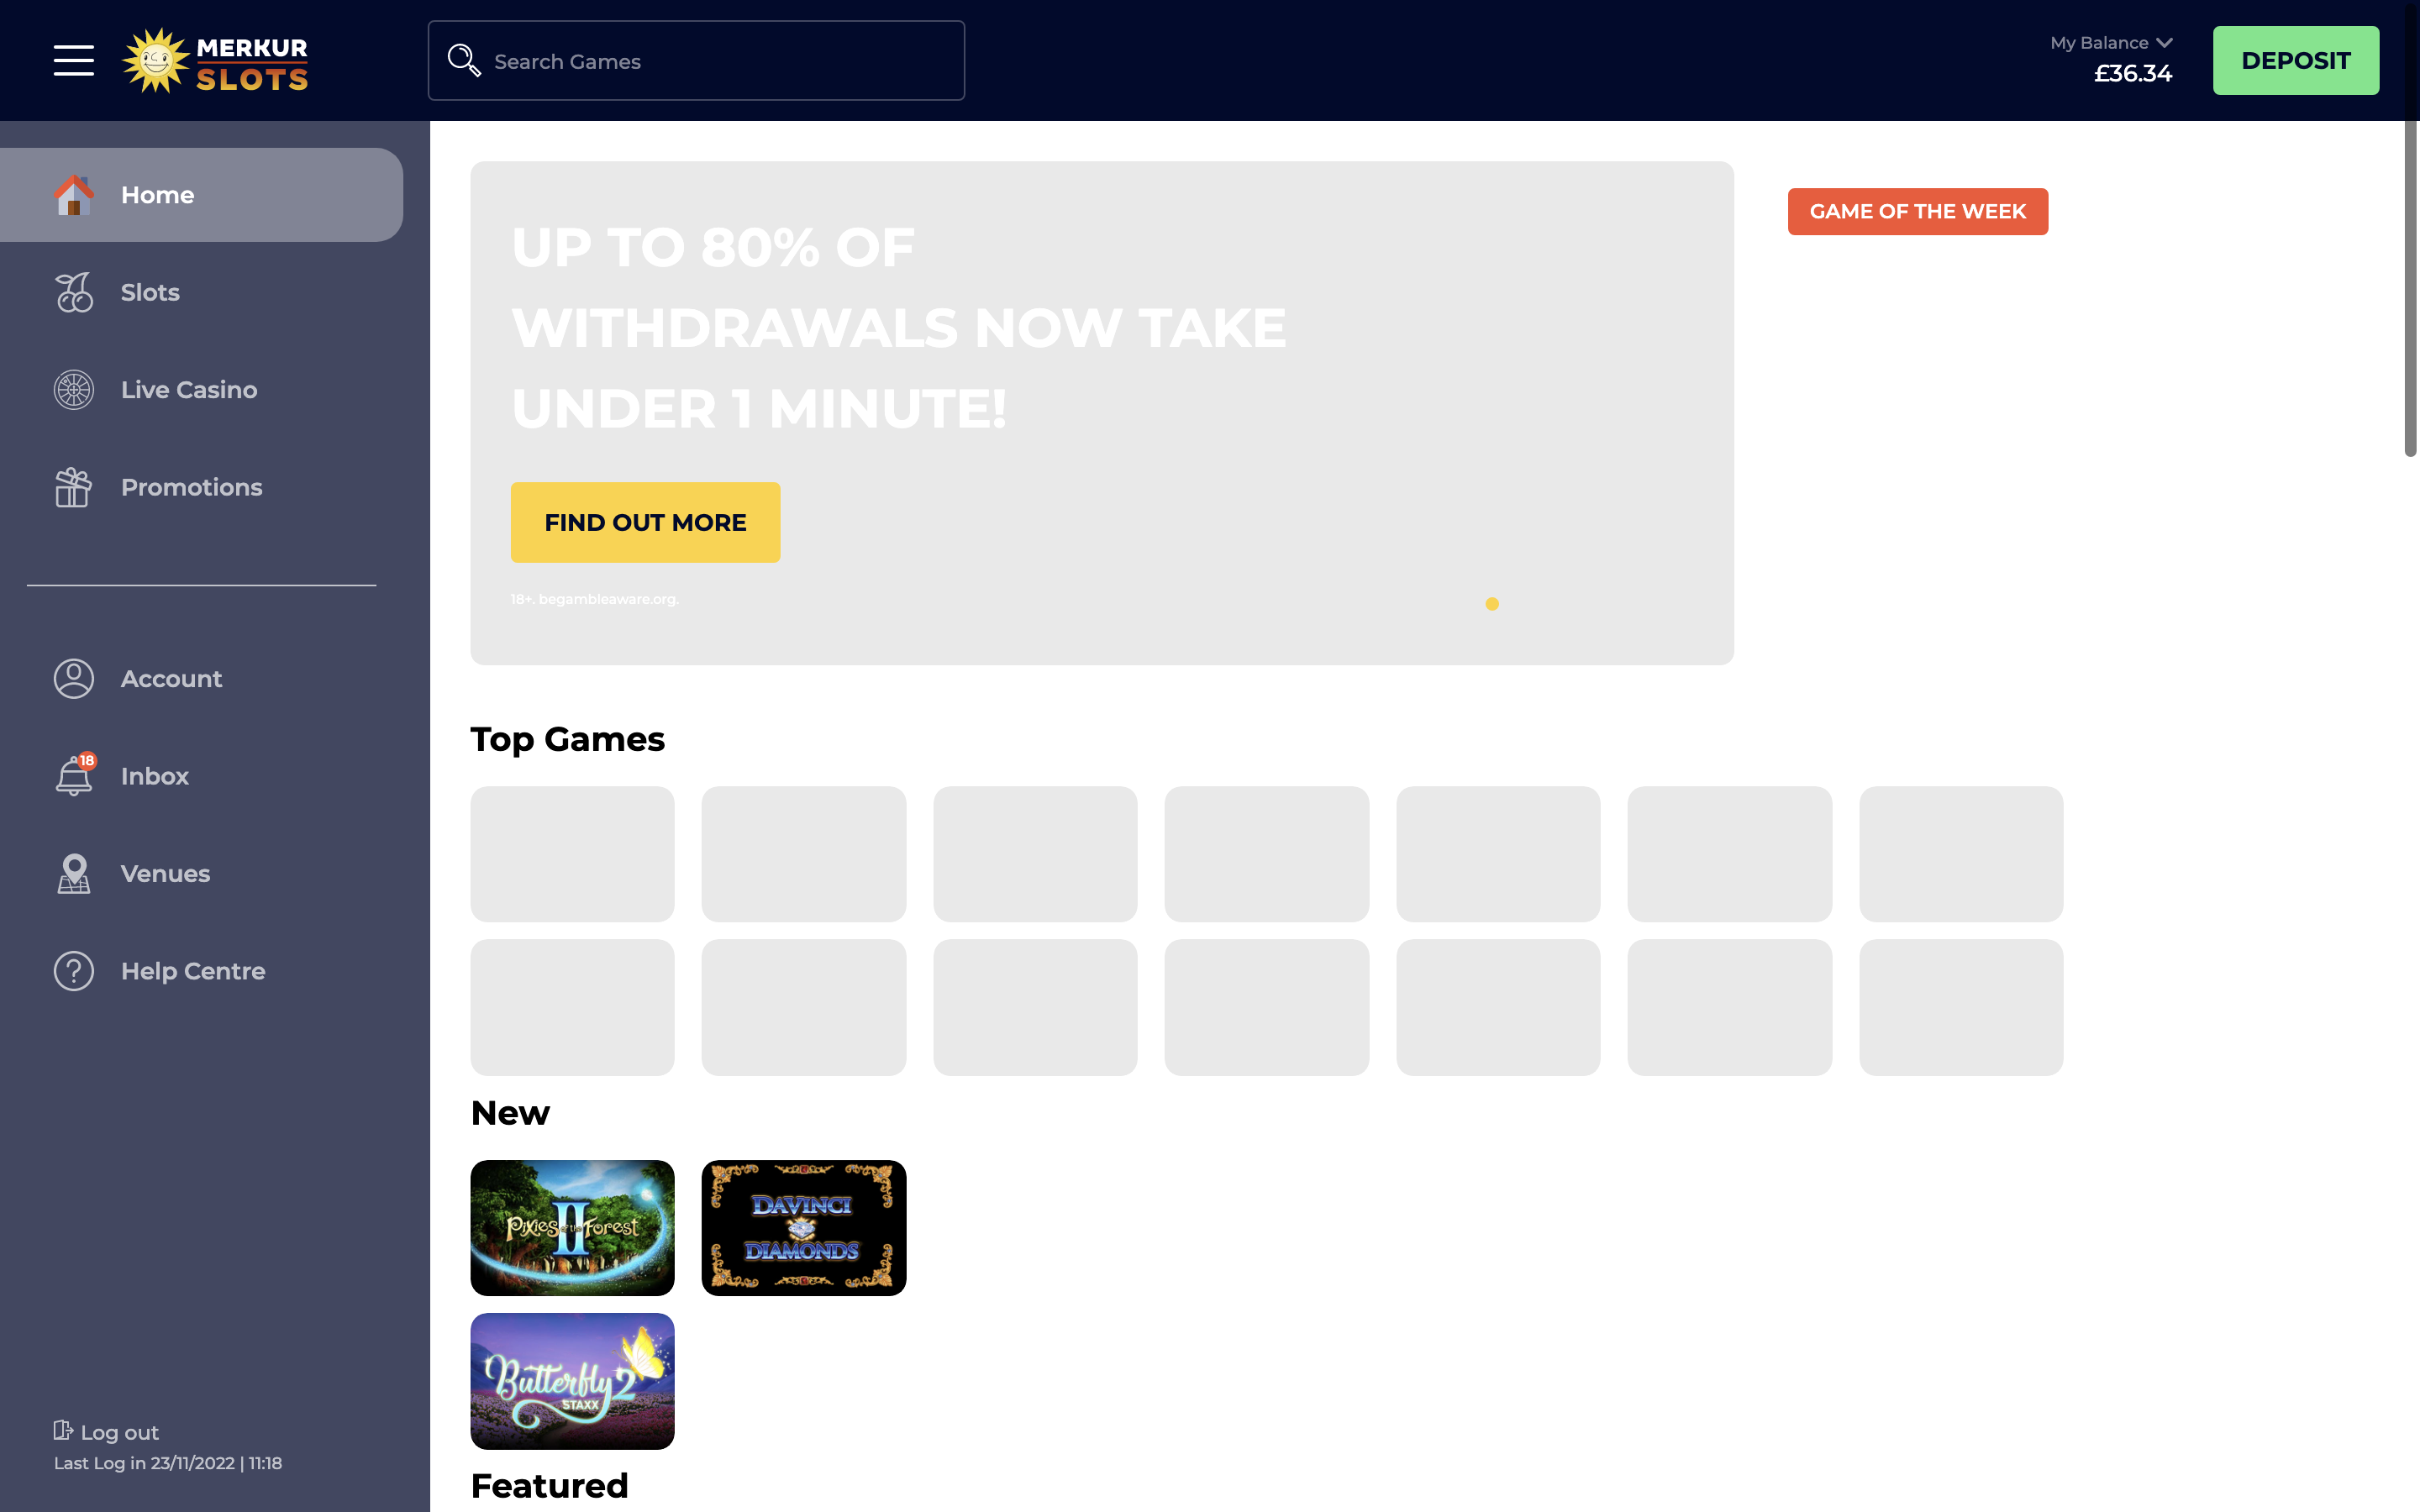 MERKUR
SLOTS
Search Games
My Balance
£36.34
DEPOSIT
Home
Slots
Live Casino
Promotions
Account
18
Inbox
Venues
Help Centre
Log out
Last Log in 23/11/2022 | 11:18
UP TO 80% OF
WITHDRAWALS NOW TAKE
UNDER 1 MINUTE!
FIND OUT MORE
18+. begambleaware.org.
GAME OF THE WEEK
Top Games
New
Pixies of the Forest
II
DAVINCI
DIAMONDS
Butterfly 2
STAXX
Featured